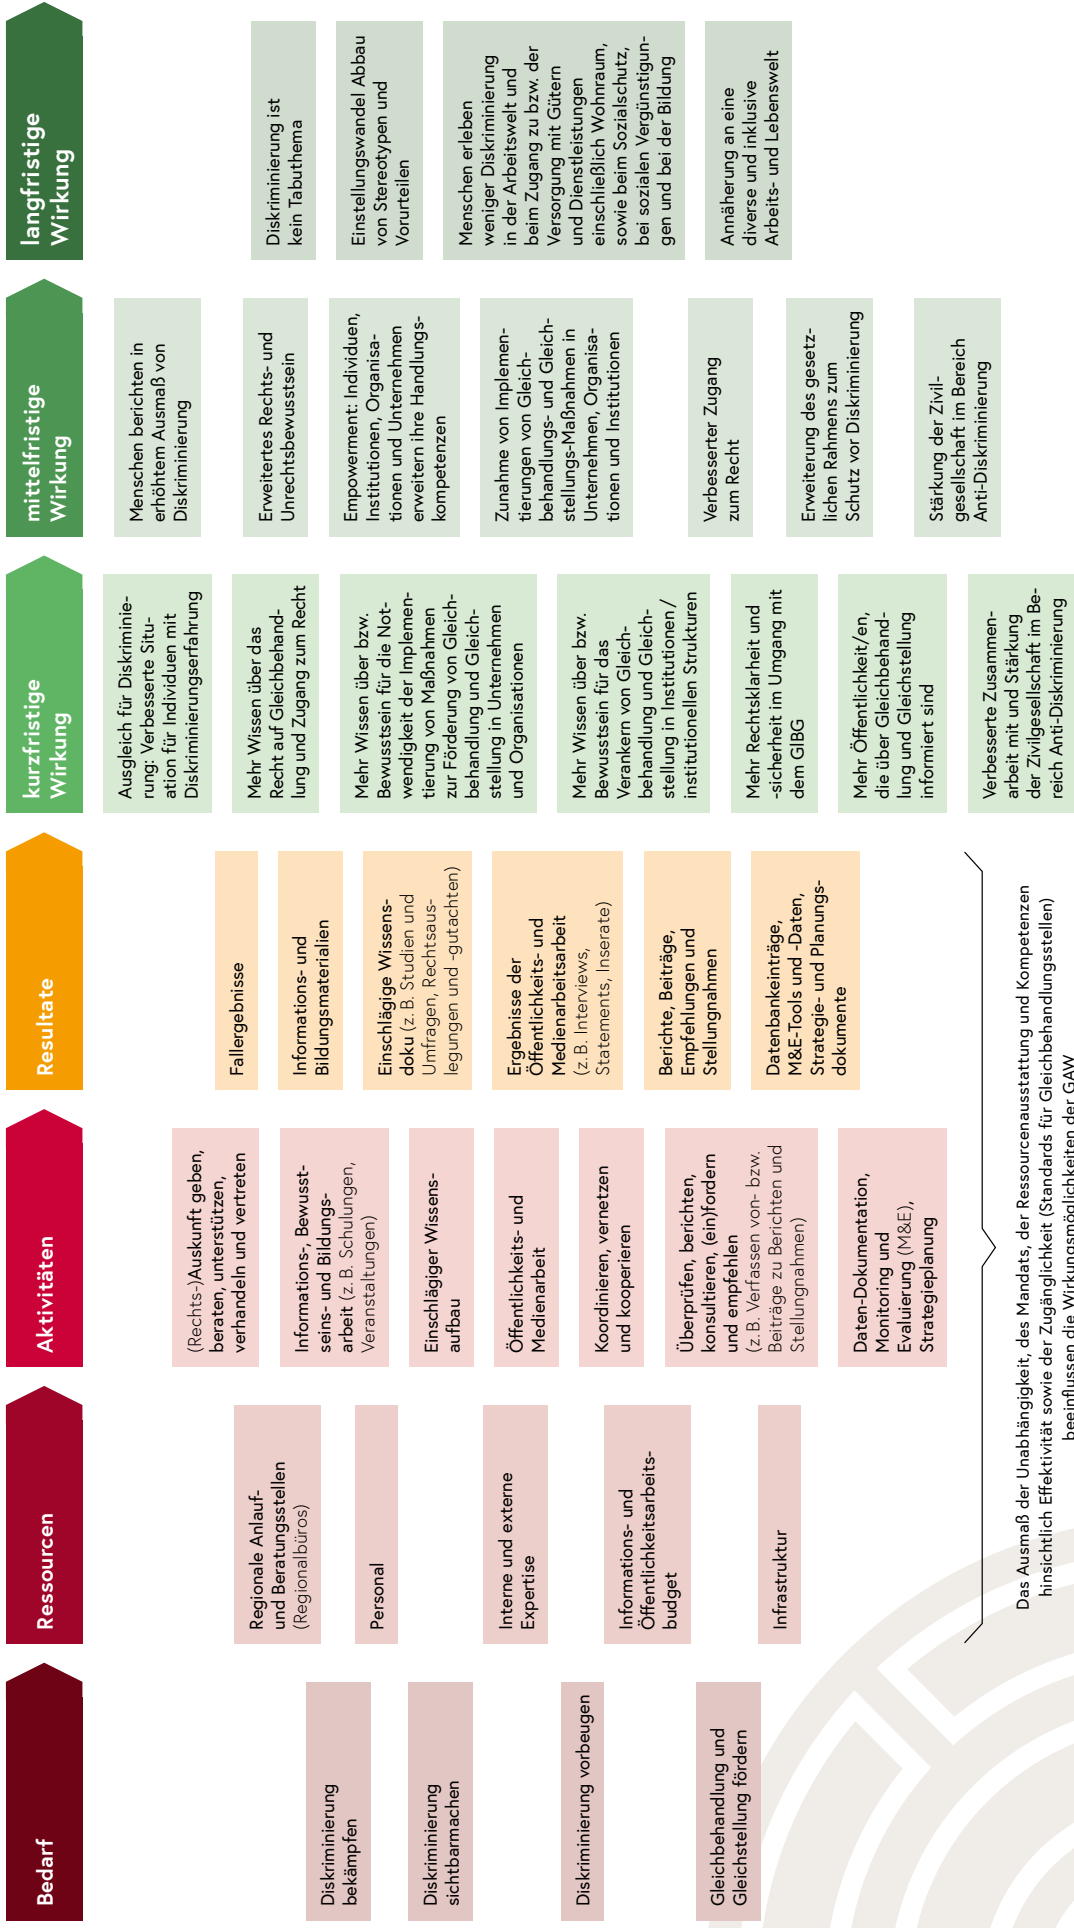 Bedarf
Diskriminierung
bekämpfen
Diskriminierung
sichtbarmachen
Diskriminierung vorbeugen
Gleichbehandlung und
Gleichstellung fördern
Ressourcen
Regionale Anlauf-
und Beratungsstellen
(Regionalbüros)
Personal
Interne und externe
Expertise
Informations- und
Öffentlichkeitsarbeits-
budget
Infrastruktur
Aktivitäten
(Rechts-)Auskunft geben,
beraten, unterstützen,
verhandeln und vertreten
Informations-, Bewusst-
seins- und Bildungs-
arbeit (z. B. Schulungen,
Veranstaltungen)
Einschlägiger Wissens-
aufbau
Öffentlichkeits- und
Medienarbeit
Koordinieren, vernetzen
und kooperieren
Überprüfen, berichten,
konsultieren, (ein)fordern
und empfehlen
(z. B. Verfassen von- bzw.
Beiträge zu Berichten und
Stellungnahmen)
Daten-Dokumentation,
Monitoring und
Evaluierung (M&E),
Strategieplanung
Resultate
Fallergebnisse
Informations- und
Bildungsmaterialien
Einschlägige Wissens-
doku (z. B. Studien und
Umfragen, Rechtsaus-
legungen und -gutachten)
Ergebnisse der
Öffentlichkeits- und
Medienarbeitsarbeit
(z. B. Interviews,
Statements, Inserate)
Berichte, Beiträge,
Empfehlungen und
Stellungnahmen
Datenbankeinträge,
M&E-Tools und -Daten,
Strategie- und Planungs-
dokumente
kurzfristige
Wirkung
Ausgleich für Diskriminie-
rung: Verbesserte Situ-
ation für Individuen mit
Diskriminierungserfahrung
Mehr Wissen über das
Recht auf Gleichbehand-
lung und Zugang zum Recht
Mehr Wissen über bzw.
Bewusstsein für die Not-
wendigkeit der Implemen-
tierung von Maßnahmen
zur Förderung von Gleich-
behandlung und Gleich-
stellung in Unternehmen
und Organisationen
Mehr Wissen über bzw.
Bewusstsein für das
Verankern von Gleich-
behandlung und Gleich-
stellung in Institutionen/
institutionellen Strukturen
Mehr Rechtsklarheit und
-sicherheit im Umgang mit
dem GlBG
Mehr Öffentlichkeit/en,
die über Gleichbehand-
lung und Gleichstellung
informiert sind
Verbesserte Zusammen-
arbeit mit und Stärkung
der Zivilgesellschaft im Be-
reich Anti-Diskriminierung
mittelfristige
Wirkung
Menschen berichten in
erhöhtem Ausmaß von
Diskriminierung
Erweitertes Rechts- und
Unrechtsbewusstsein
Empowerment: Individuen,
Institutionen, Organisa-
tionen und Unternehmen
erweitern ihre Handlungs-
kompetenzen
Zunahme von Implemen-
tierungen von Gleich-
behandlungs- und Gleich-
stellungs-Maßnahmen in
Unternehmen, Organisa-
tionen und Institutionen
Verbesserter Zugang
zum Recht
Erweiterung des gesetz-
lichen Rahmens zum
Schutz vor Diskriminierung
Stärkung der Zivil-
gesellschaft im Bereich
Anti-Diskriminierung
langfristige
Wirkung
Diskriminierung ist
kein Tabuthema
Einstellungswandel Abbau
von Stereotypen und
Vorurteilen
Menschen erleben
weniger Diskriminierung
in der Arbeitswelt und
beim Zugang zu bzw. der
Versorgung mit Gütern
und Dienstleistungen
einschließlich Wohnraum,
sowie beim Sozialschutz,
bei sozialen Vergünstigun-
gen und bei der Bildung
Annäherung an eine
diverse und inklusive
Arbeits- und Lebenswelt
Das Ausmaß der Unabhängigkeit, des Mandats, der Ressourcenausstattung und Kompetenzen
hinsichtlich Effektivität sowie der Zugänglichkeit (Standards für Gleichbehandlungsstellen)
beeinflussen die Wirkungsmöglichkeiten der GAW